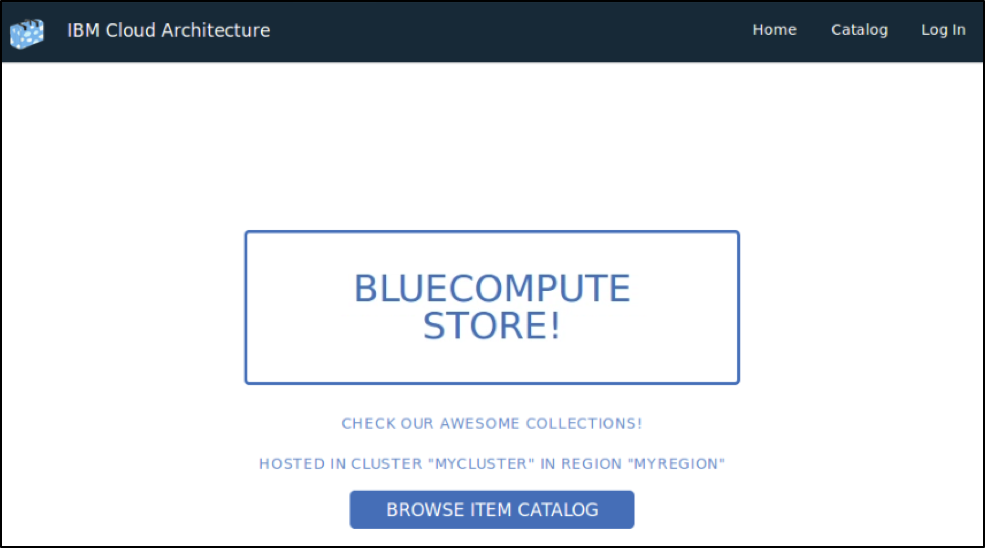 IBM Cloud Architecture
Home
Catalog
Log In
BLUECOMPUTE
STORE!
CHECK OUR AWESOME COLLECTIONS!
HOSTED IN CLUSTER "MYCLUSTER" IN REGION "MYREGION"
BROWSE ITEM CATALOG